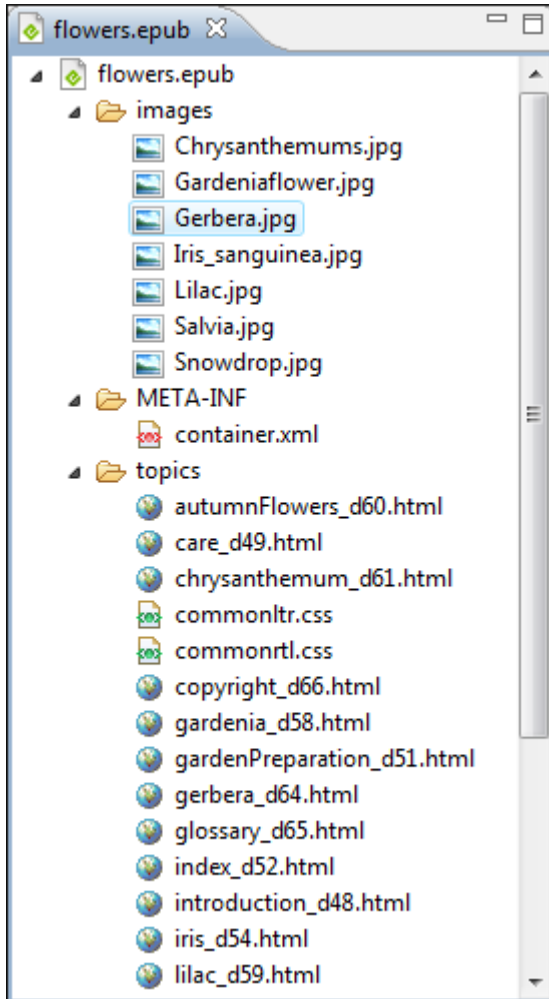 flowers.epub
flowers.epub
images
Chrysanthemums.jpg
Gardeniaflower.jpg
Gerbera.jpg
Iris_sanguinea.jpg
Lilac.jpg
Salvia.jpg
Snowdrop.jpg
META-INF
container.xml
topics
autumnFlowers_d60.html
care_d49.html
chrysanthemum_d61.html
commonltr.css
commonrtl.css
copyright_d66.html
gardenia_d58.html
gardenPreparation_d51.html
gerbera_d64.html
glossary_d65.html
index_d52.html
introduction_d48.html
iris_d54.html
lilac_d59.html